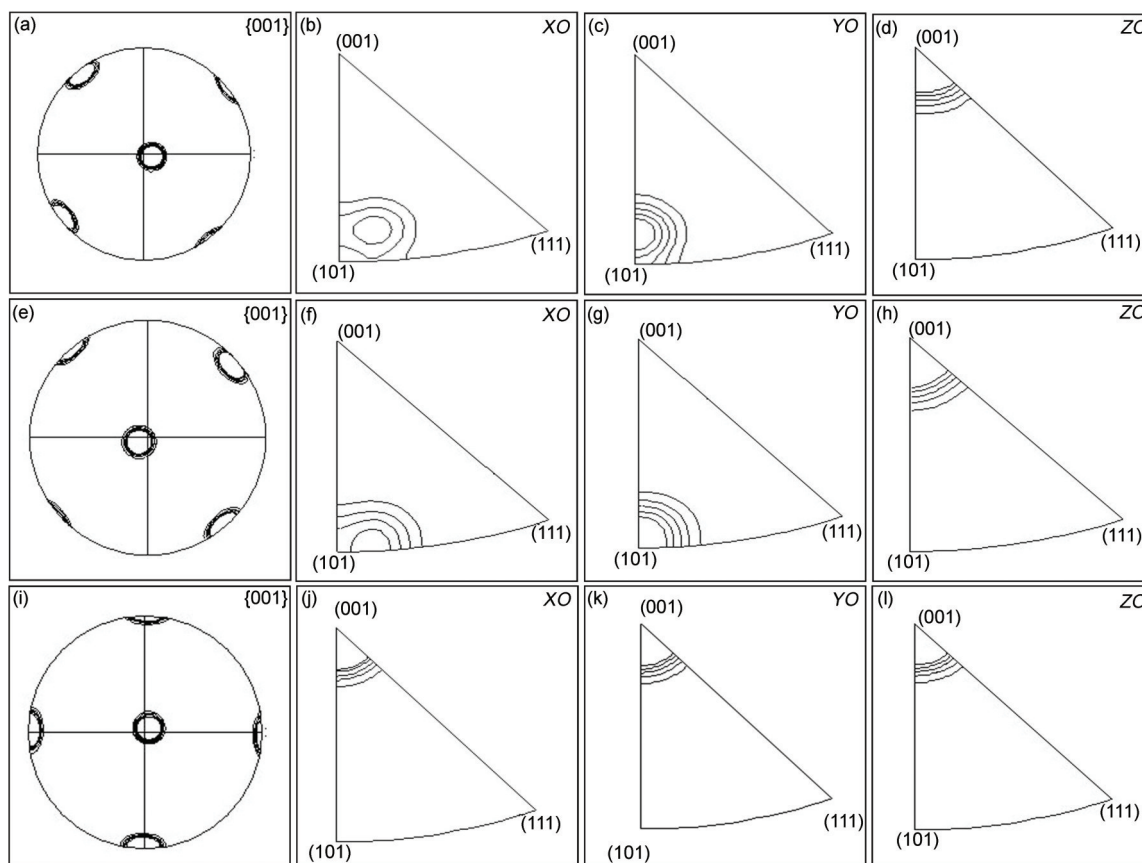 (a) {001}
(b) XO
(001)
(101)
(111)
(c) YO
(001)
(101)
(111)
(d) ZO
(001)
(101)
(111)
(e) {001}
(f) XO
(001)
(101)
(111)
(g) YO
(001)
(101)
(111)
(h) ZO
(001)
(101)
(111)
(i) {001}
(j) XO
(001)
(101)
(111)
(k) YO
(001)
(101)
(111)
(l) ZO
(001)
(101)
(111)